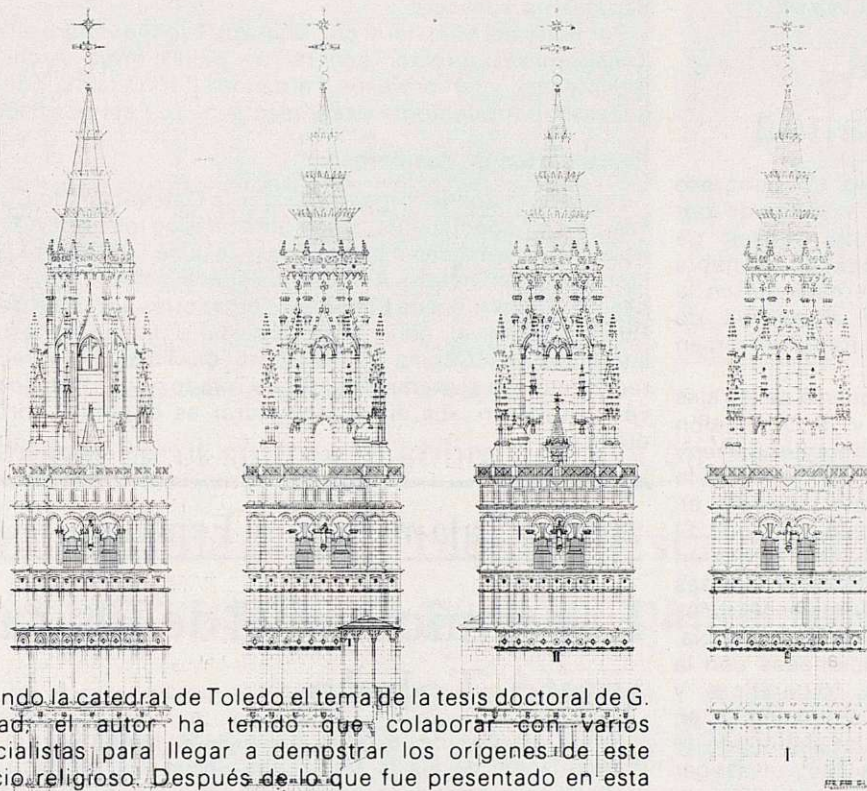 ndo la catedral de Toledo el tema de la tesis doctoral de G.
ad, el autor ha tenido que colaborar con varios
cialistas para llegar a demostrar los orígenes de este
cio religioso. Después de lo que fue presentado en esta